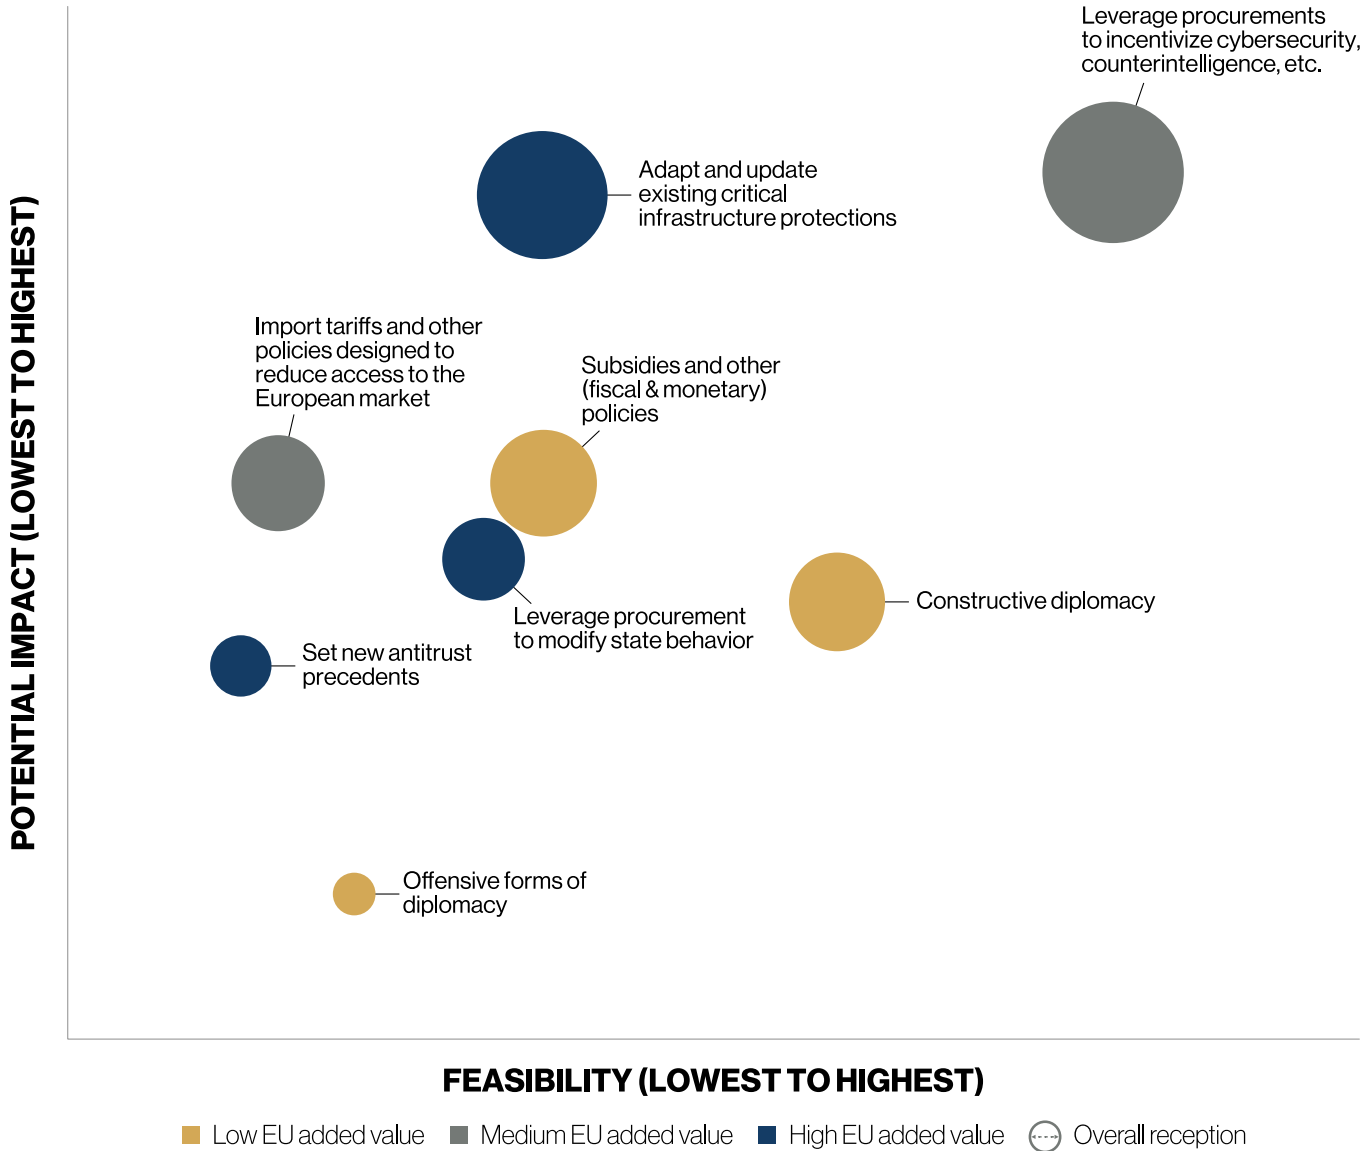 Leverage procurements
to incentivize cybersecurity,
counterintelligence, etc.
Adapt and update
existing critical
infrastructure protections
Import tariffs and other
policies designed to
reduce access to the
European market
Subsidies and other
(fiscal & monetary)
policies
Leverage procurement
to modify state behavior
Constructive diplomacy
Set new antitrust
precedents
Offensive forms of
diplomacy
POTENTIAL IMPACT (LOWEST TO HIGHEST)
FEASIBILITY (LOWEST TO HIGHEST)
Low EU added value
Medium EU added value
High EU added value
Overall reception